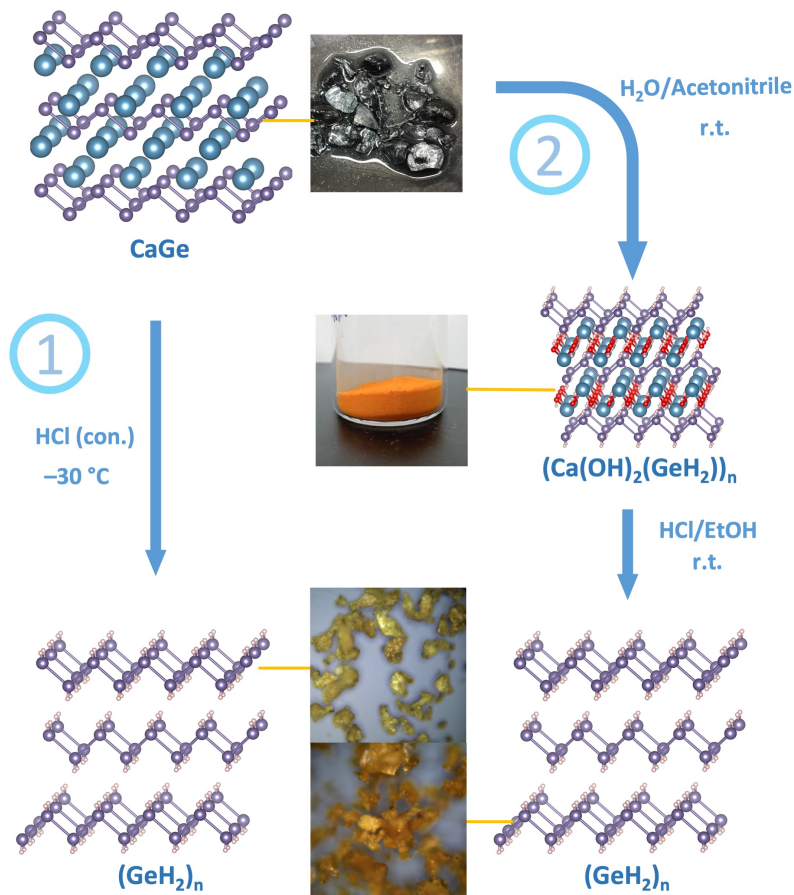 H₂O/Acetonitrile
r.t.
2
CaGe
1
HCl (con.)
–30 °C
(Ca(OH)₂(GeH₂))ₙ
HCl/EtOH
r.t.
(GeH₂)ₙ
(GeH₂)ₙ